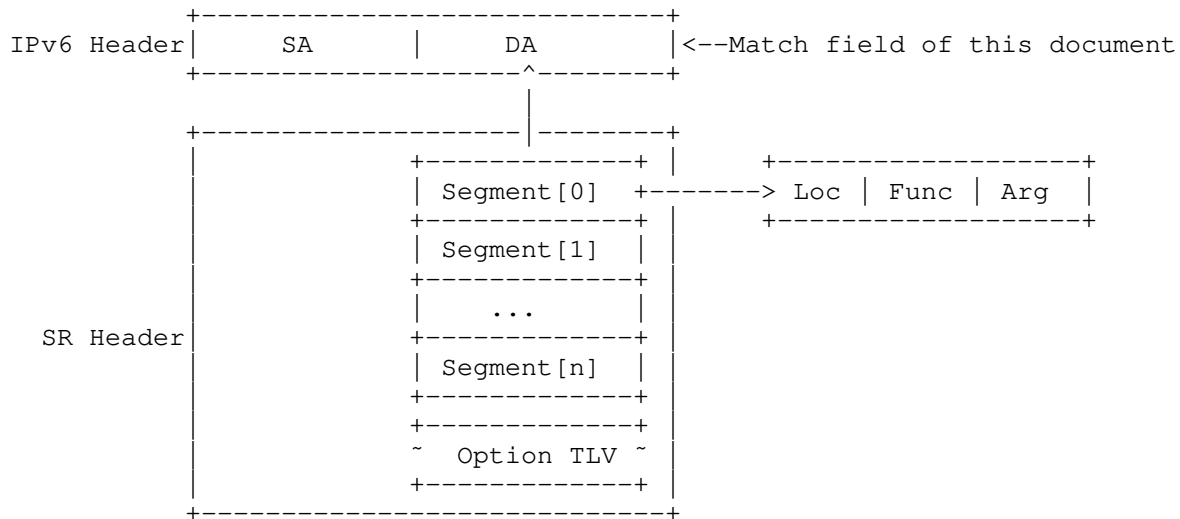 IPv6 Header| SA | DA |<--Match field of this document
Segment[0] +-------> Loc | Func | Arg
Segment[1]
...
SR Header
Segment[n]
~ Option TLV ~